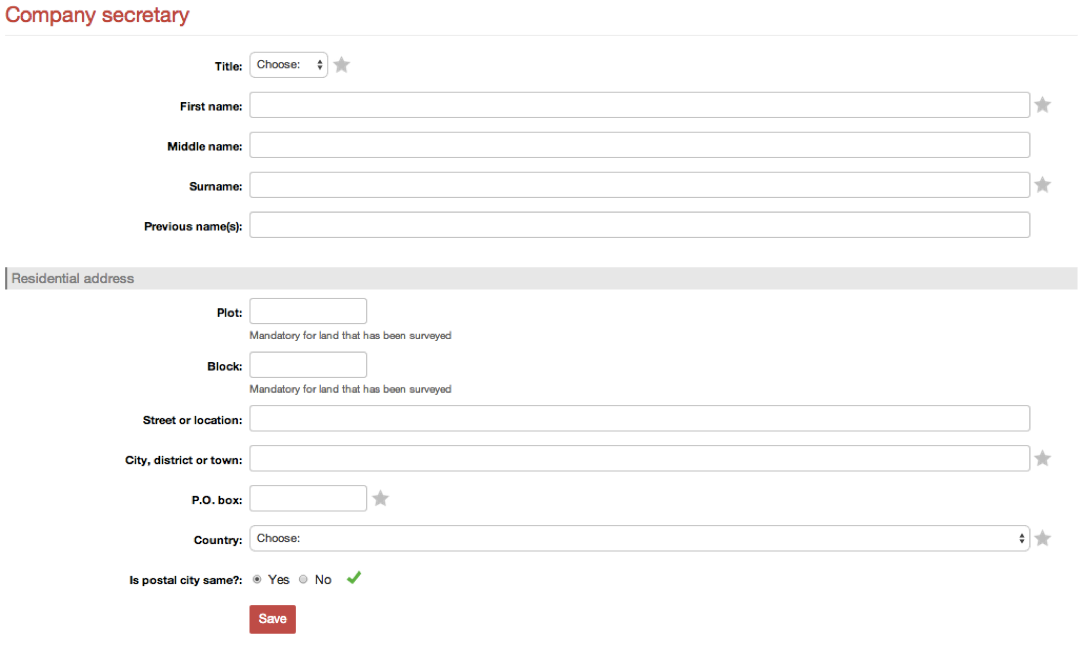 Company secretary
Title: Choose:
First name:
Middle name:
Surname:
Previous name(s):
Residential address
Plot:
Mandatory for land that has been surveyed
Block:
Mandatory for land that has been surveyed
Street or location:
City, district or town:
P.O. box:
Country: Choose:
Is postal city same?: Yes No
Save